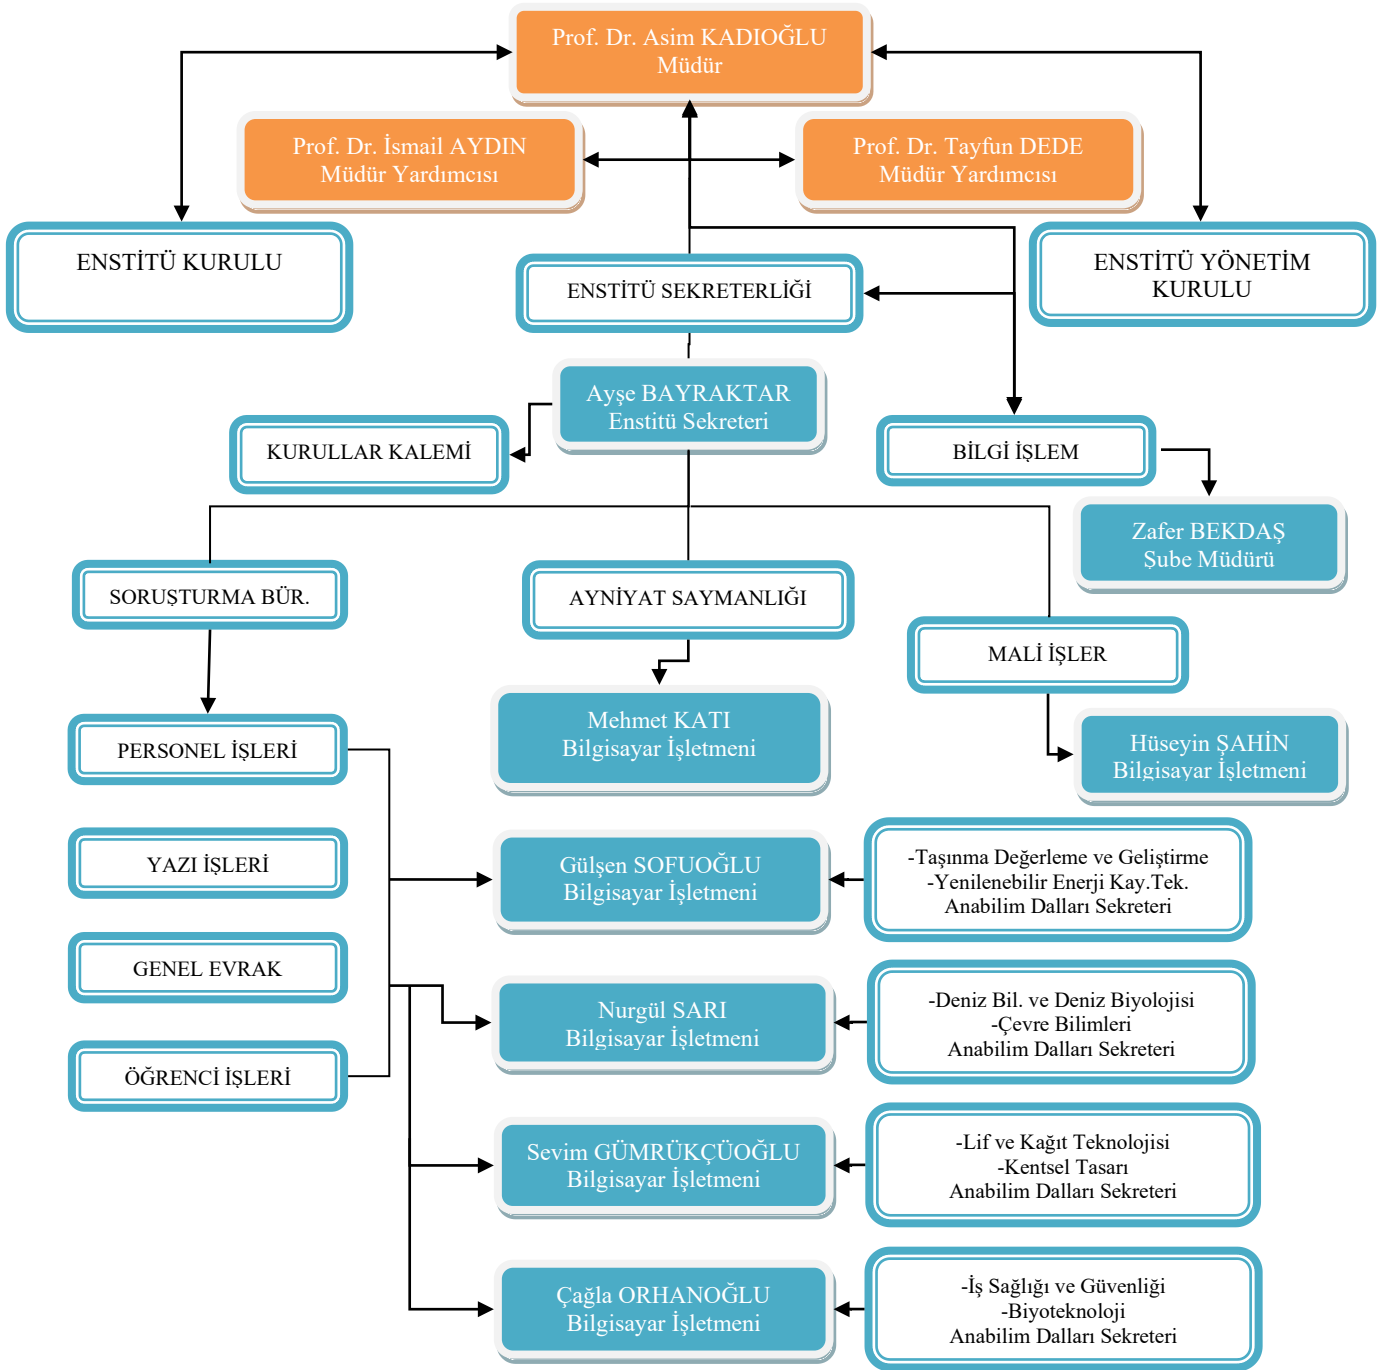 Prof. Dr. Asim KADIOĞLU
Müdür
Prof. Dr. İsmail AYDIN
Müdür Yardımcısı
Prof. Dr. Tayfun DEDE
Müdür Yardımcısı
ENSTİTÜ KURULU
ENSTİTÜ SEKRETERLİĞİ
ENSTİTÜ YÖNETİM
KURULU
Ayşe BAYRAKTAR
Enstitü Sekreteri
KURULLAR KALEMİ
BİLGİ İŞLEM
Zafer BEKDAŞ
Şube Müdürü
SORUŞTURMA BÜR.
AYNİYAT SAYMANLIĞI
MALİ İŞLER
Mehmet KATI
Bilgisayar İşletmeni
Hüseyin ŞAHİN
Bilgisayar İşletmeni
PERSONEL İŞLERİ
YAZI İŞLERİ
GENEL EVRAK
ÖĞRENCİ İŞLERİ
Gülşen SOFUOĞLU
Bilgisayar İşletmeni
-Taşınma Değerleme ve Geliştirme
-Yenilenebilir Enerji Kay.Tek.
Anabilim Dalları Sekreteri
Nurgül SARI
Bilgisayar İşletmeni
-Deniz Bil. ve Deniz Biyolojisi
-Çevre Bilimleri
Anabilim Dalları Sekreteri
Sevim GÜMRÜKÇÜOĞLU
Bilgisayar İşletmeni
-Lif ve Kağıt Teknolojisi
-Kentsel Tasarı
Anabilim Dalları Sekreteri
Çağla ORHANOĞLU
Bilgisayar İşletmeni
-İş Sağlığı ve Güvenliği
-Biyoteknoloji
Anabilim Dalları Sekreteri